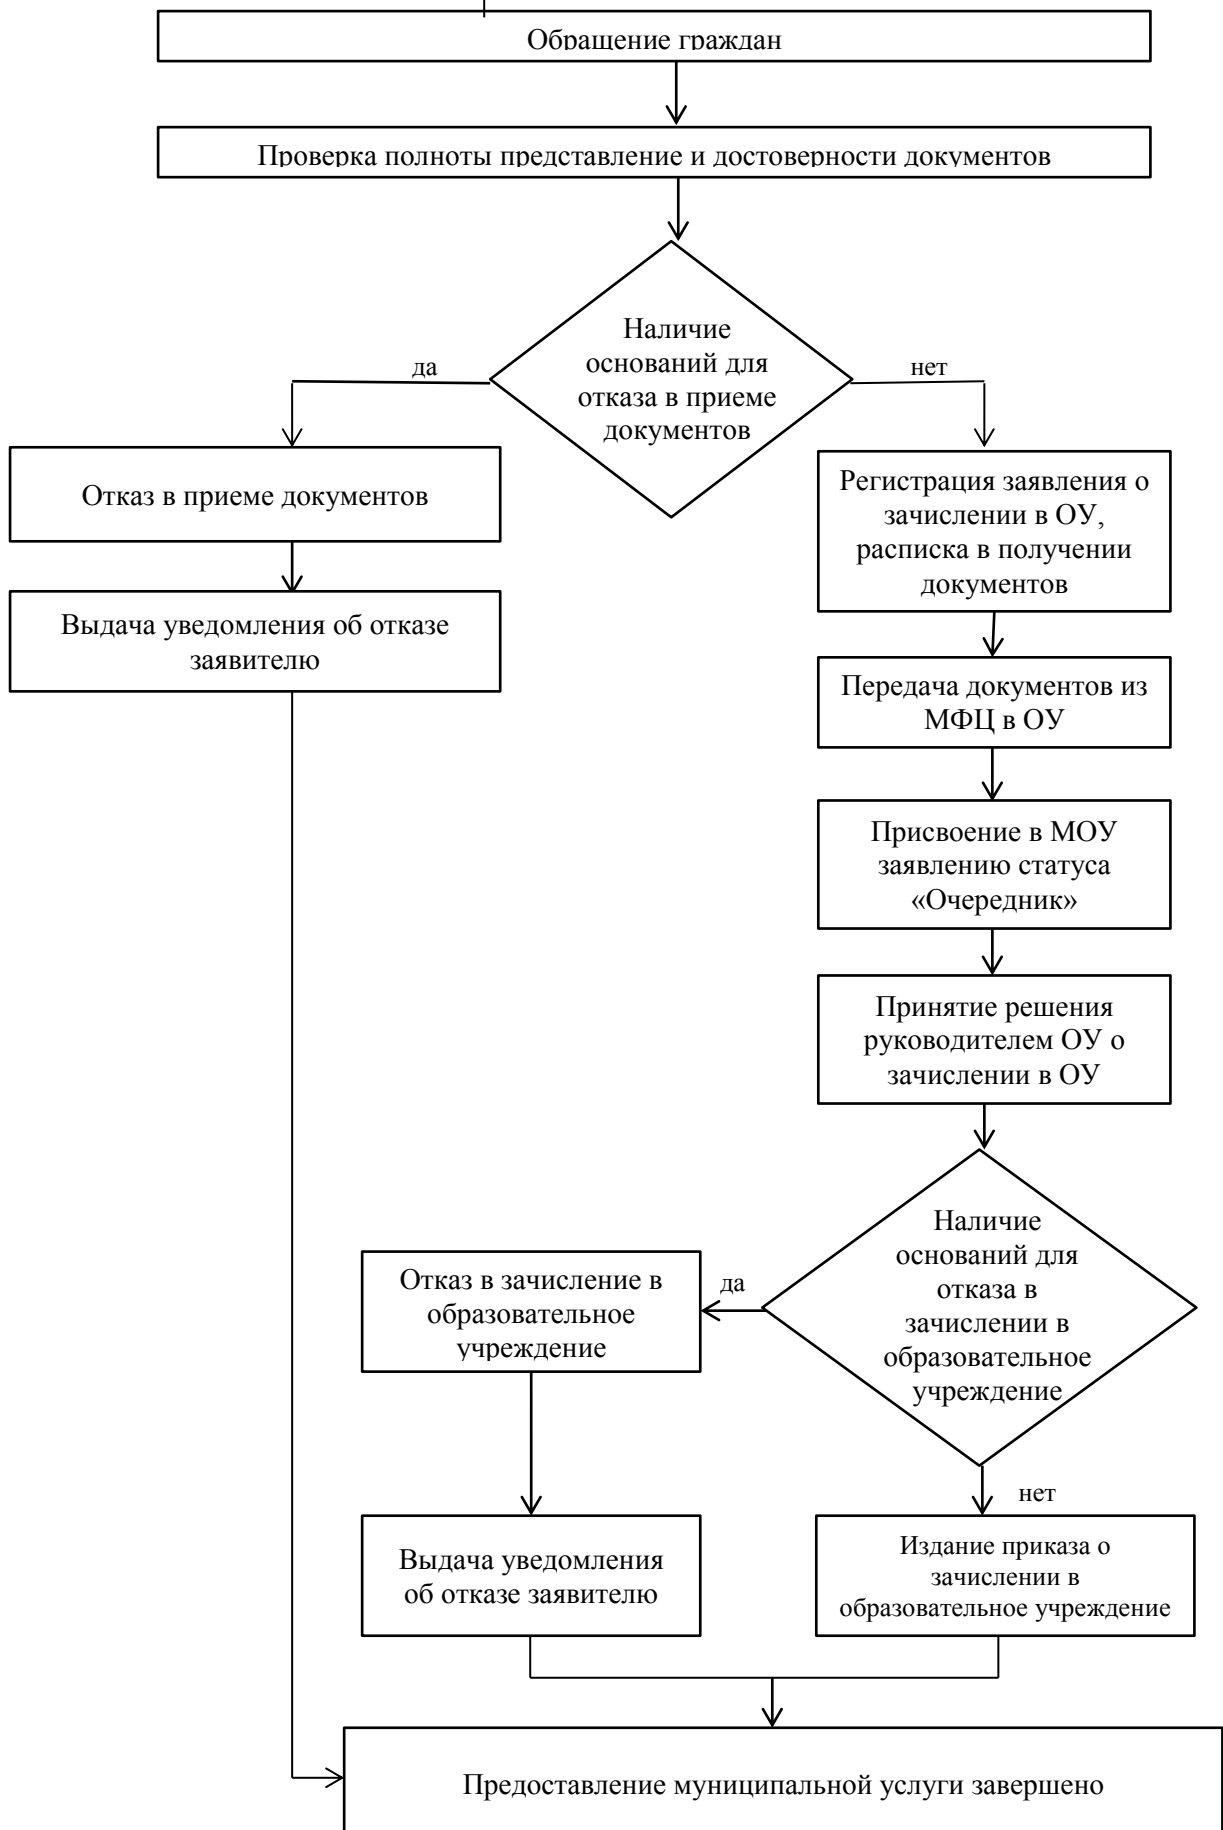 Обращение граждан
Проверка полноты представление и достоверности документов
Наличие
оснований для
отказа в приеме
документов
да
нет
Отказ в приеме документов
Выдача уведомления об отказе
заявителю
Регистрация заявления о
зачислении в ОУ,
расписка в получении
документов
Передача документов из
МФЦ в ОУ
Присвоение в МОУ
заявлению статуса
«Очередник»
Принятие решения
руководителем ОУ о
зачислении в ОУ
Наличие
оснований для
отказа в
зачислении в
образовательное
учреждение
да
Отказ в зачисление в
образовательное
учреждение
нет
Выдача уведомления
об отказе заявителю
Издание приказа о
зачислении в
образовательное учреждение
Предоставление муниципальной услуги завершено